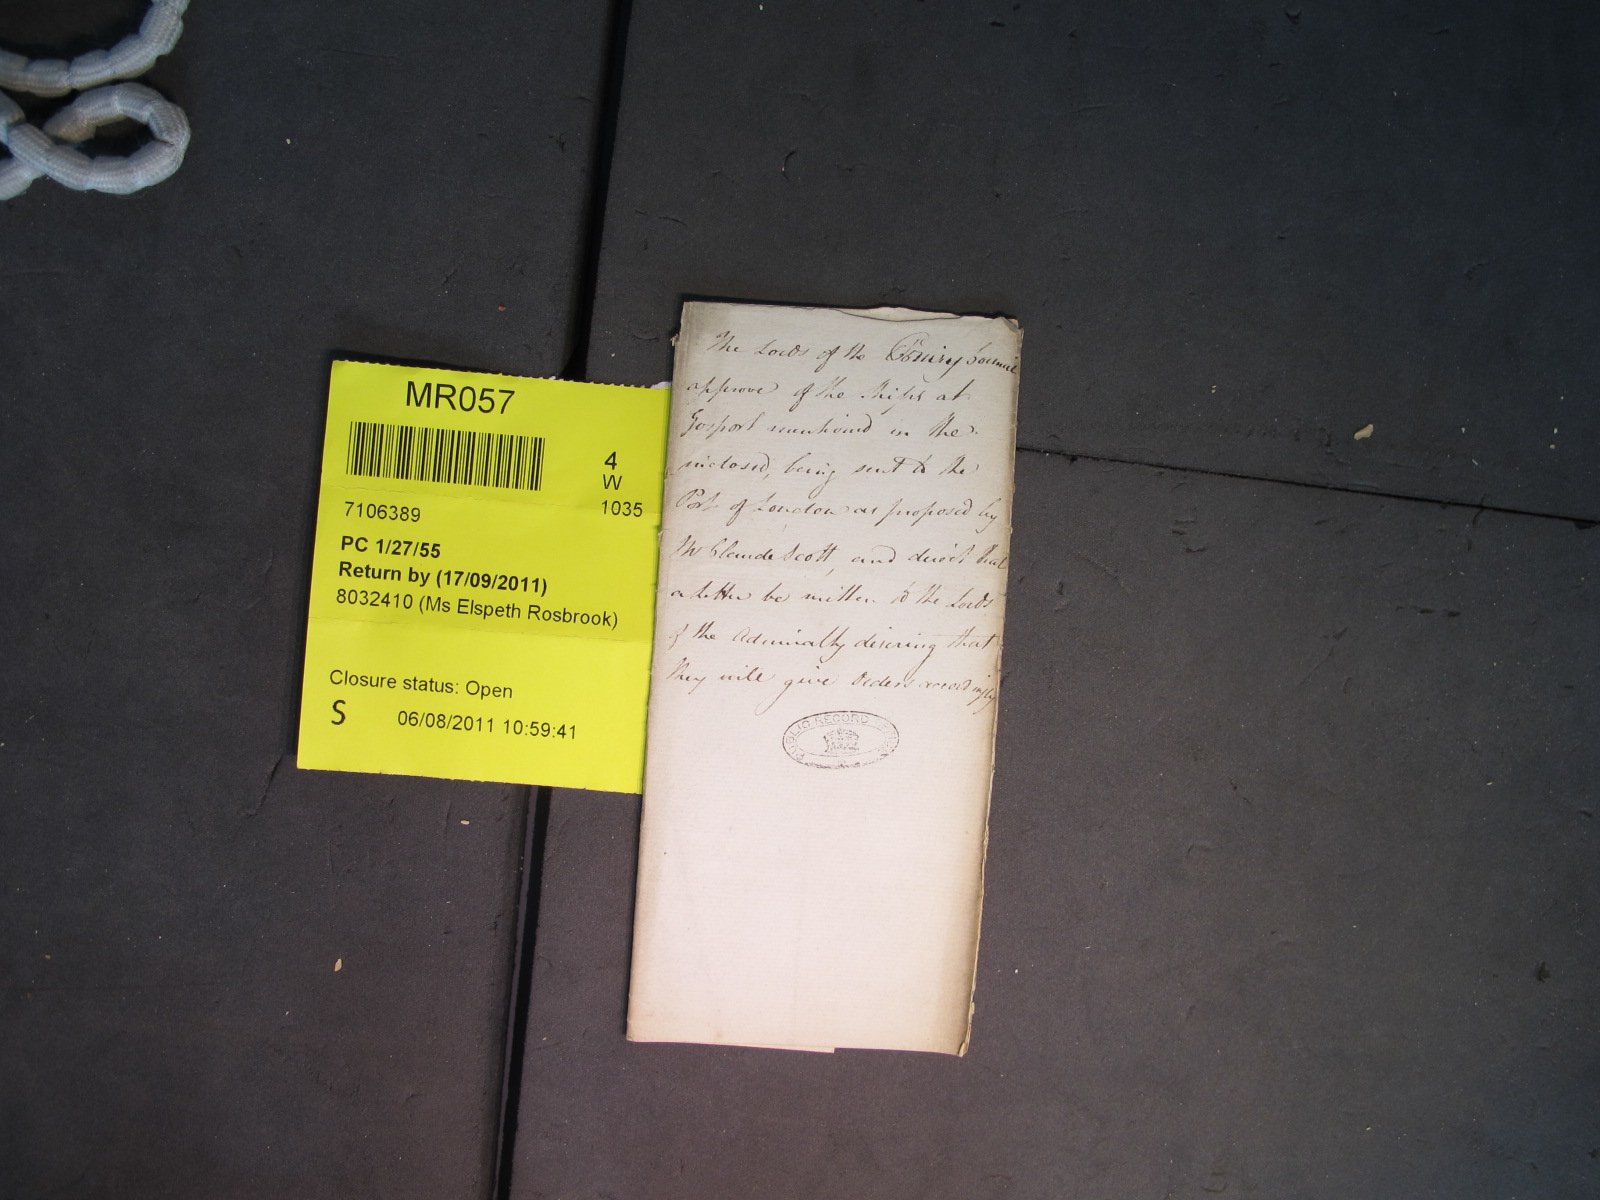 MR057
4
W
1035
7106389
PC 1/27/55
Return by (17/09/2011)
8032410 (Ms Elspeth Rosbrook)
Closure status: Open
S 06/08/2011 10:59:41
The Lords of the Privy Council
approve of the Ships at
Gosport mentioned in the
inclosed, being sent to the
Port of London as proposed by
Mr Claude Scott, and direct that
a letter be written to the Lords
of the Admiralty desiring that
they will give Orders accordingly
PUBLIC RECORD OFFICE